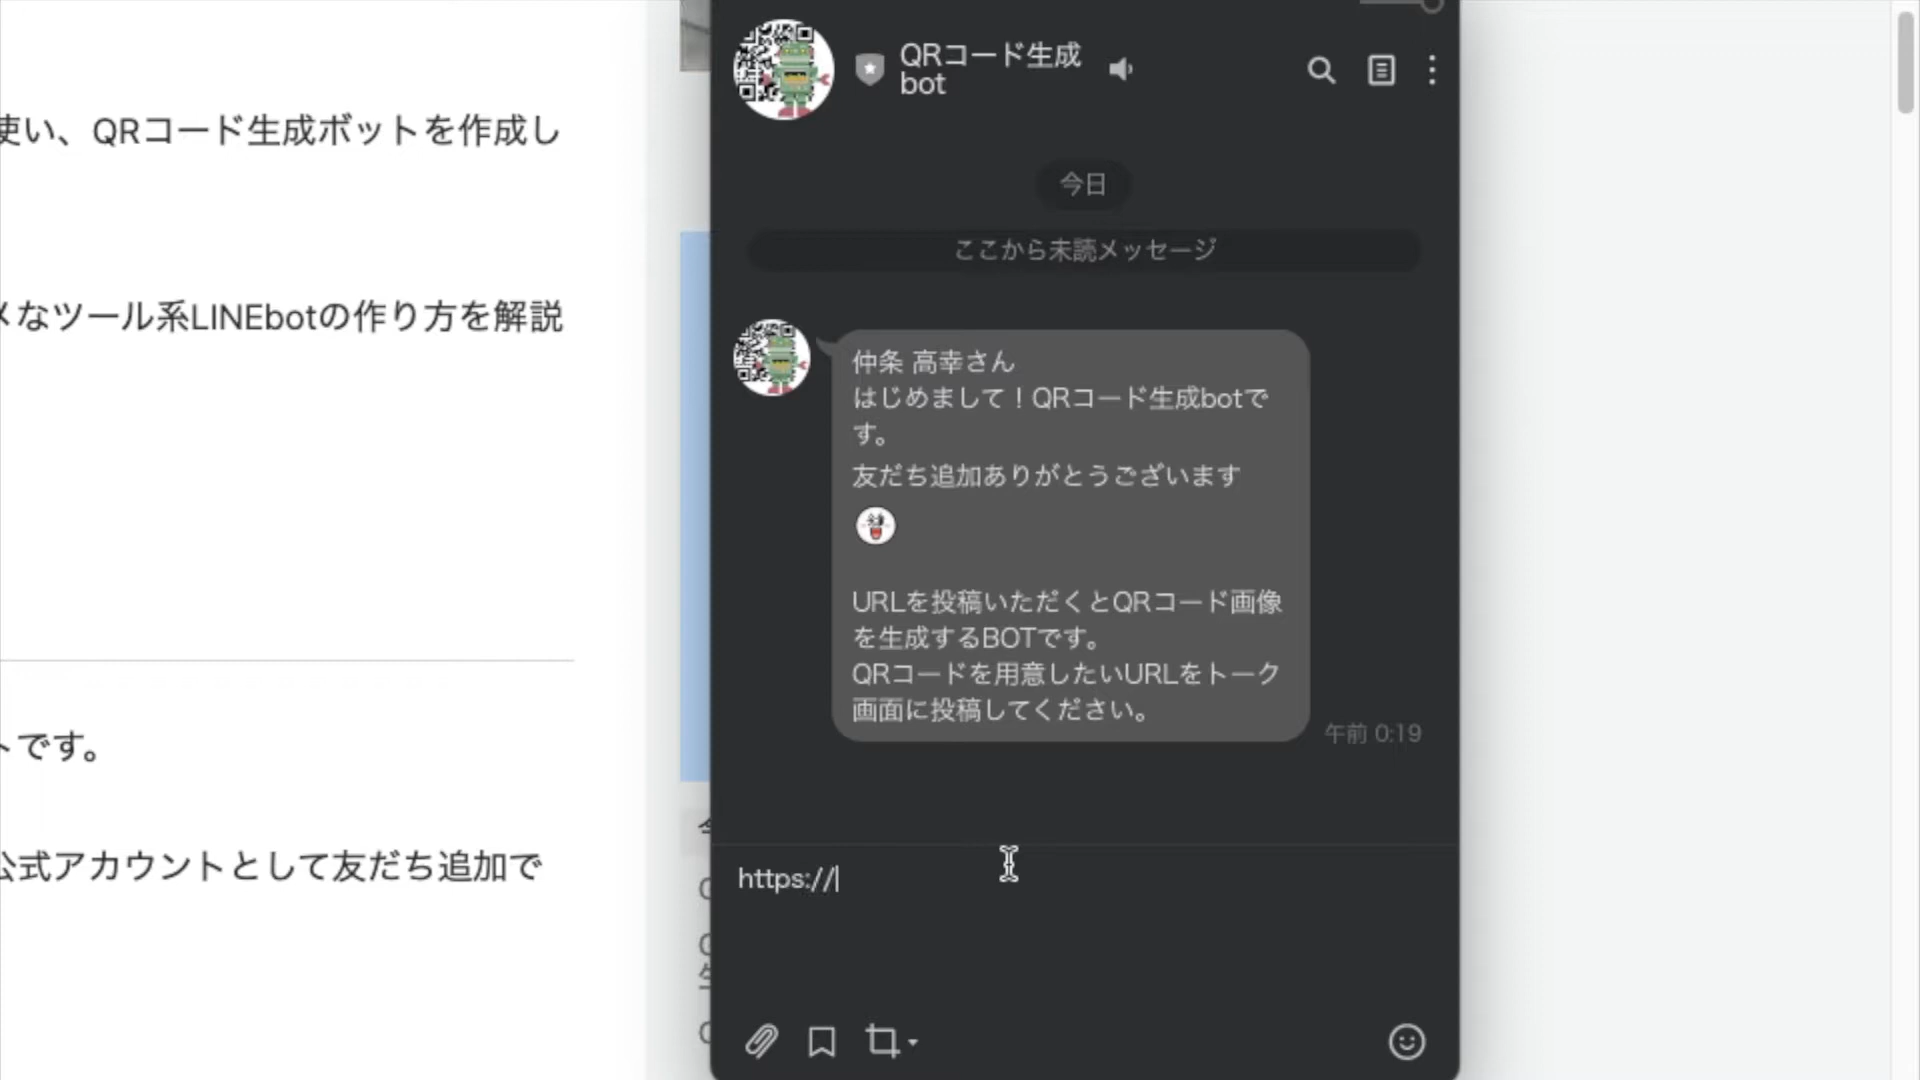 使い、QRコード生成ボットを作成し
なツール系LINEbotの作り方を解説
トです。
公式アカウントとして友だち追加で
QRコード生成
bot
今日
ここから未読メッセージ
仲条 高幸さん
はじめまして！QRコード生成botで
す。
友だち追加ありがとうございます
URLを投稿いただくとQRコード画像
を生成するBOTです。
QRコードを用意したいURLをトーク
画面に投稿してください。
午前 0:19
https://